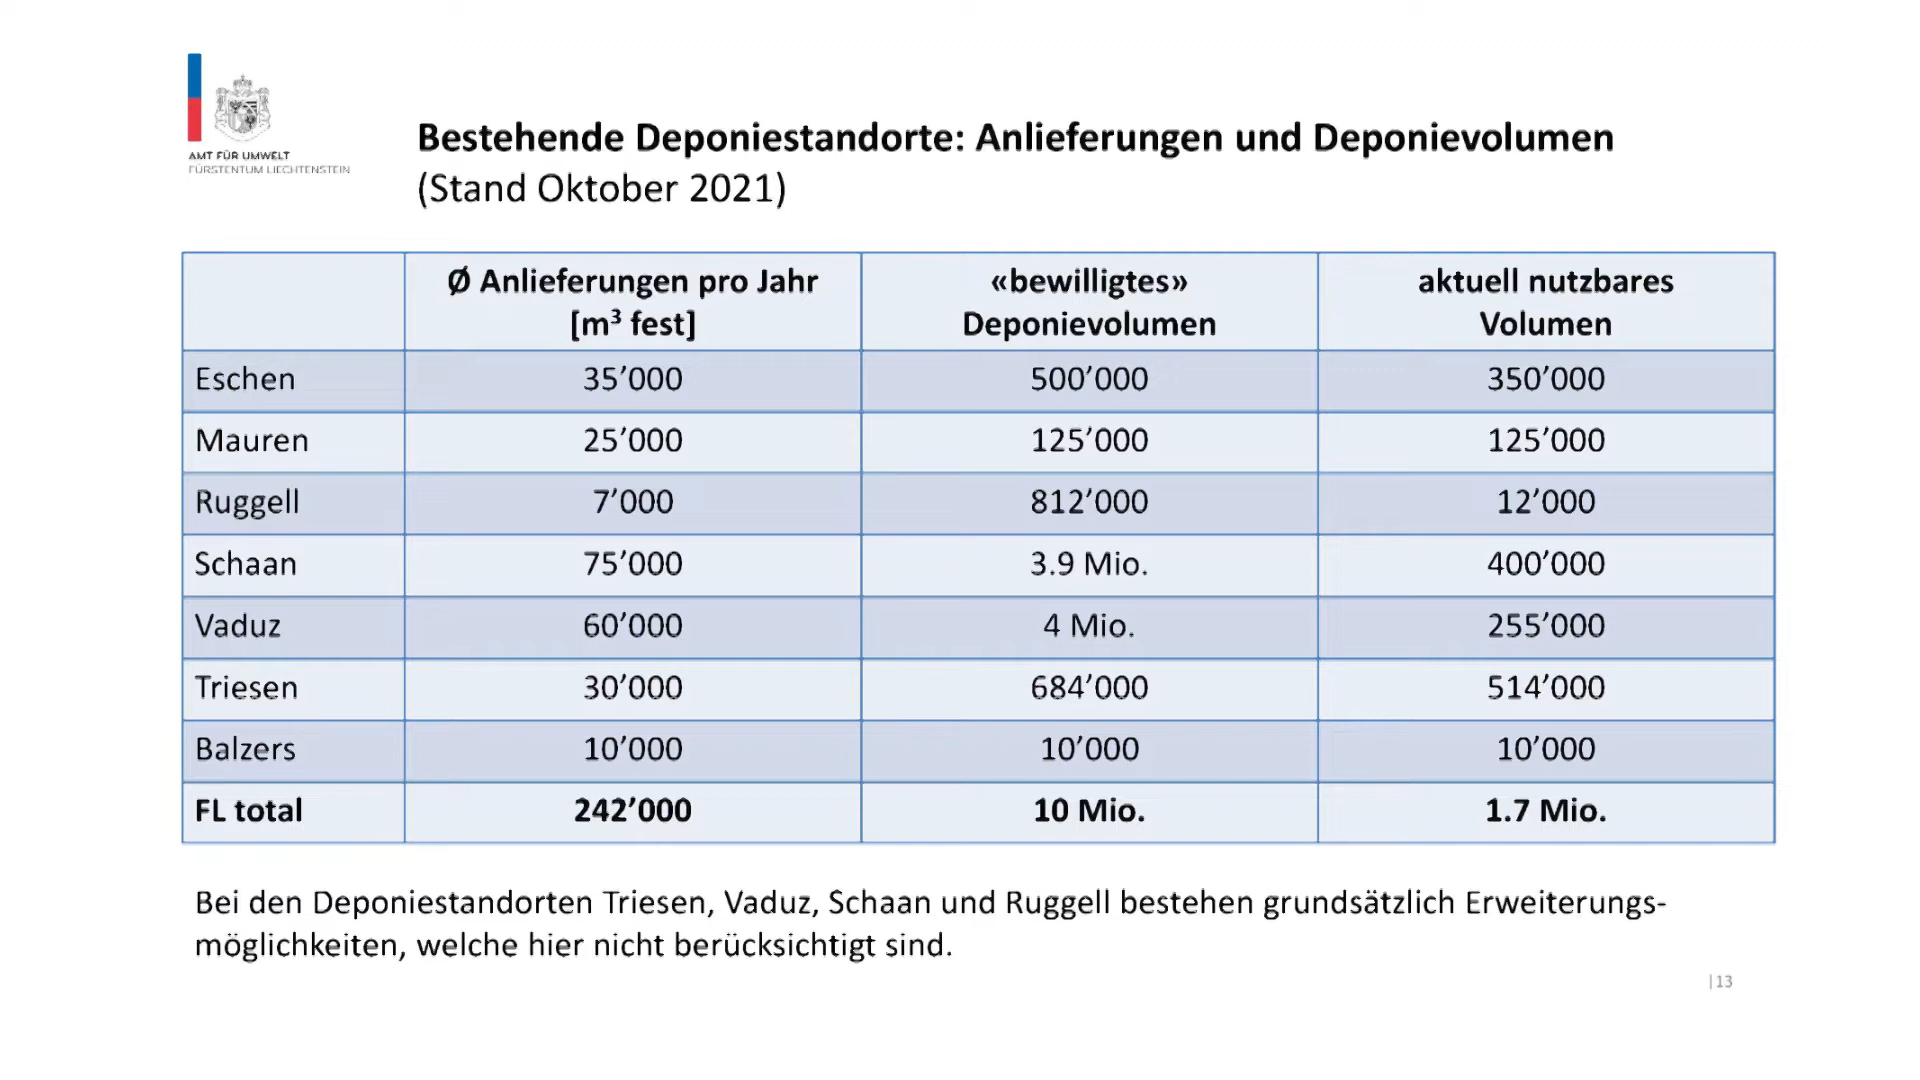 AMT FÜR UMWELT
FÜRSTENTUM LIECHTENSTEIN
Bestehende Deponiestandorte: Anlieferungen und Deponievolumen
(Stand Oktober 2021)
Ø Anlieferungen pro Jahr [m³ fest] «bewilligtes» Deponievolumen aktuell nutzbares Volumen
Eschen 35’000 500’000 350’000
Mauren 25’000 125’000 125’000
Ruggell 7’000 812’000 12’000
Schaan 75’000 3.9 Mio. 400’000
Vaduz 60’000 4 Mio. 255’000
Triesen 30’000 684’000 514’000
Balzers 10’000 10’000 10’000
FL total 242’000 10 Mio. 1.7 Mio.
Bei den Deponiestandorten Triesen, Vaduz, Schaan und Ruggell bestehen grundsätzlich Erweiterungs-
möglichkeiten, welche hier nicht berücksichtigt sind.
|13